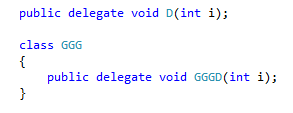 public delegate void D(int i);
class GGG
{
public delegate void GGGD(int i);
}